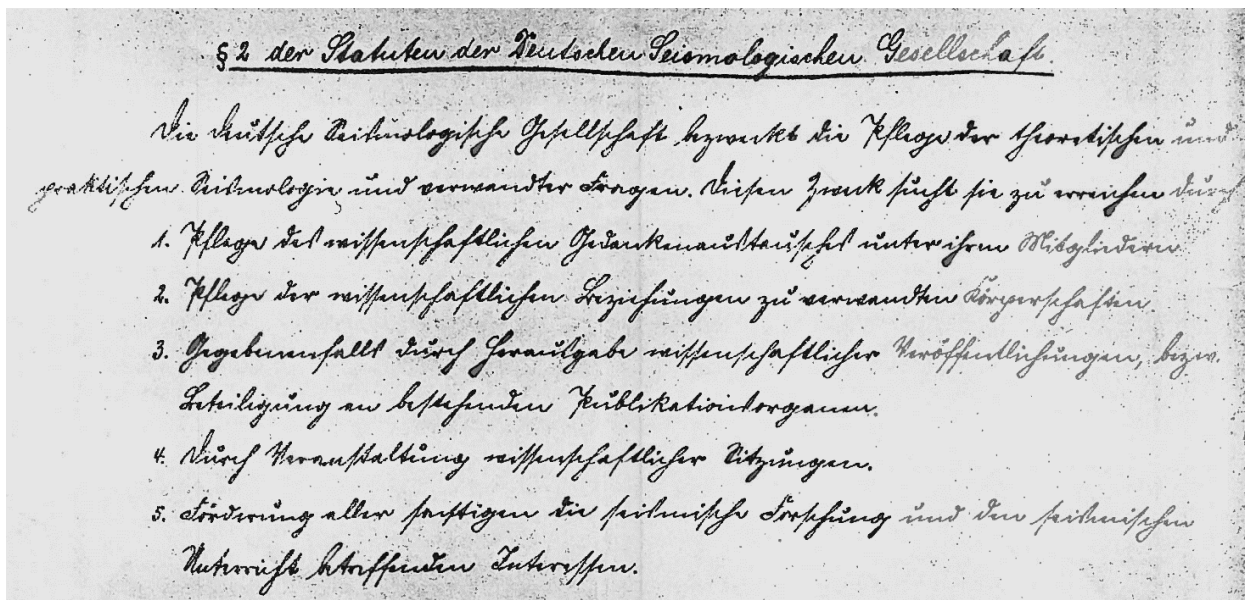 § 2 der Statuten der Deutschen Seismologischen Gesellschaft.
Die Deutsche Seismologische Gesellschaft bezweckt die Pflege der theoretischen und
praktischen Seismologie und verwandter Fragen. Diesen Zweck sucht sie zu erreichen durch
1. Pflege des wissenschaftlichen Gedankenaustausches unter ihren Mitgliedern
2. Pflege der wissenschaftlichen Beziehungen zu verwandten Körperschaften
3. Gegebenenfalls durch Herausgabe wissenschaftlicher Veröffentlichungen, bezw.
Beteiligung an bestehenden Publikationsorganen.
4. Durch Veranstaltung wissenschaftlicher Sitzungen.
5. Förderung aller sonstigen die seismische Forschung und den seismischen
Unterricht betreffenden Interessen.